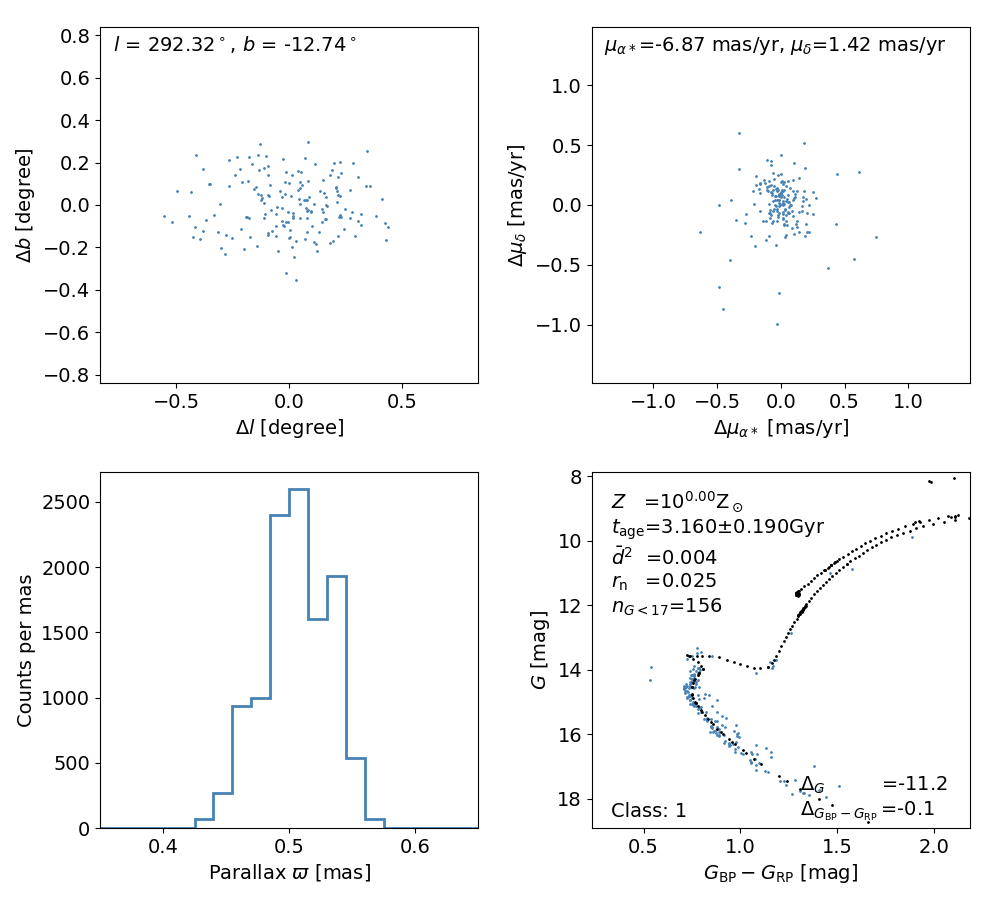 l = 292.32°, b = -12.74°
0.8
0.6
0.4
0.2
0.0
−0.2
−0.4
−0.6
−0.8
Δb [degree]
−0.5 0.0 0.5
Δl [degree]
μα*=-6.87 mas/yr, μδ=1.42 mas/yr
1.0
0.5
0.0
−0.5
−1.0
Δμδ [mas/yr]
−1.0 −0.5 0.0 0.5 1.0
Δμα* [mas/yr]
2500
2000
1500
1000
500
0
Counts per mas
0.4 0.5 0.6
Parallax ϖ [mas]
8
10
12
14
16
18
G [mag]
Z =10^0.00 Z⊙
t_age=3.160±0.190Gyr
d̄² =0.004
r_n =0.025
n_G<17=156
Δ_G =-11.2
Class: 1 Δ_GBP−GRP =-0.1
0.5 1.0 1.5 2.0
G_BP − G_RP [mag]